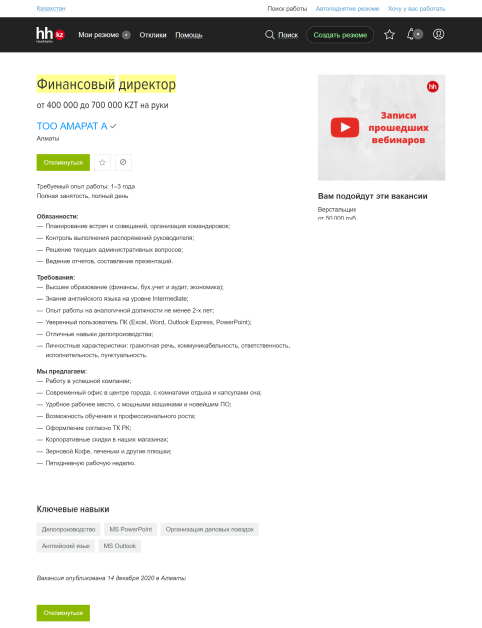 Казахстан
Поиск работы
Автоподнятие резюме
Хочу у вас работать
hh kz
Мои резюме
Отклики
Помощь
Поиск
Создать резюме
Финансовый директор
от 400 000 до 700 000 KZT на руки
ТОО АМАРАТ А
Алматы
Откликнуться
Требуемый опыт работы: 1–3 года
Полная занятость, полный день
Обязанности:
— Планирование встреч и совещаний, организация командировок;
— Контроль выполнения распоряжений руководителя;
— Решение текущих административных вопросов;
— Ведение отчетов, составление презентаций.
Требования:
— Высшее образование (финансы, бух.учет и аудит, экономика);
— Знание английского языка на уровне Intermediate;
— Опыт работы на аналогичной должности не менее 2-х лет;
— Уверенный пользователь ПК (Excel, Word, Outlook Express, PowerPoint);
— Отличные навыки делопроизводства;
— Личностные характеристики: грамотная речь, коммуникабельность, ответственность,
исполнительность, пунктуальность.
Мы предлагаем:
— Работу в успешной компании;
— Современный офис в центре города, с комнатами отдыха и капсулами сна;
— Удобное рабочее место, с мощными машинами и новейшим ПО;
— Возможность обучения и профессионального роста;
— Оформление согласно ТК РК;
— Корпоративные скидки в наших магазинах;
— Зерновой Кофе, печеньки и другие плюшки;
— Пятидневную рабочую неделю.
Ключевые навыки
Делопроизводство
MS PowerPoint
Организация деловых поездок
Английский язык
MS Outlook
Вакансия опубликована 14 декабря 2020 в Алматы
Откликнуться
hh
Записи
прошедших
вебинаров
Вам подойдут эти вакансии
Верстальщик
от 50 000 руб.